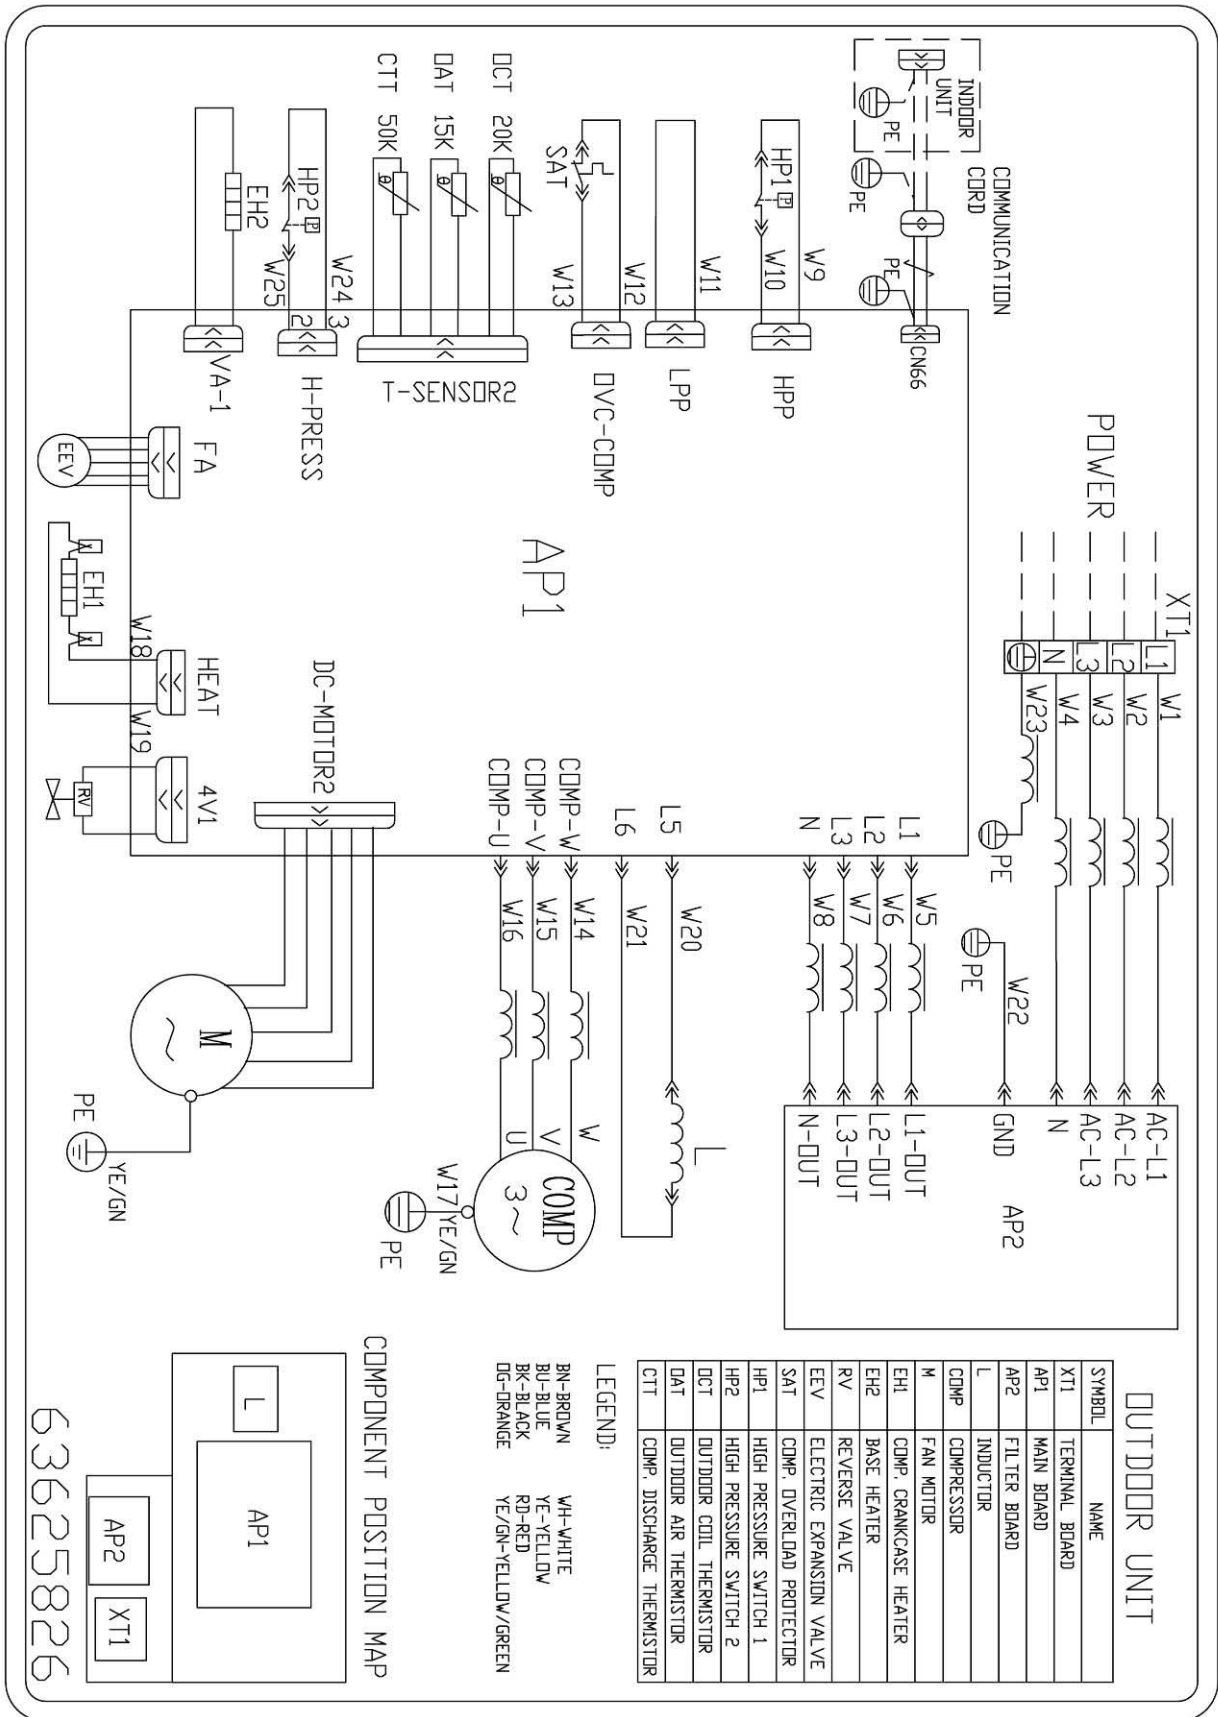 OUTDOOR UNIT
SYMBOL NAME
XT1 TERMINAL BOARD
AP1 MAIN BOARD
AP2 FILTER BOARD
L INDUCTOR
COMP COMPRESSOR
M FAN MOTOR
EH1 COMP. CRANKCASE HEATER
EH2 BASE HEATER
RV REVERSE VALVE
EEV ELECTRIC EXPANSION VALVE
SAT COMP. OVERLOAD PROTECTOR
HP1 HIGH PRESSURE SWITCH 1
HP2 HIGH PRESSURE SWITCH 2
OCT OUTDOOR COIL THERMISTOR
OAT OUTDOOR AIR THERMISTOR
CTT COMP. DISCHARGE THERMISTOR
LEGEND:
BN-BROWN WH-WHITE
BU-BLUE YE-YELLOW
BK-BLACK RD-RED
OG-ORANGE YE/GN-YELLOW/GREEN
COMPONENT POSITION MAP
L
AP1
AP2
XT1
63625826
POWER
XT1
L1
L2
L3
N
W1
W2
W3
W4
W23
PE
AC-L1
AC-L2
AC-L3
N
GND
W22
PE
AP2
L1-OUT
L2-OUT
L3-OUT
N-OUT
W5
W6
W7
W8
L1
L2
L3
N
INDOOR
UNIT
PE
COMMUNICATION
CORD
PE
PE
CN66
HP1
P
W9
W10
HPP
W11
LPP
SAT
W12
W13
OVC-COMP
OCT 20K
OAT 15K
CTT 50K
θ
θ
θ
T-SENSOR2
HP2
P
W24 3
W25 2
H-PRESS
EH2
VA-1
AP1
L5
L6
W20
W21
L
COMP-W
COMP-V
COMP-U
W14
W15
W16
W
V
U
COMP
3~
W17 YE/GN
PE
DC-MOTOR2
M
~
PE
YE/GN
FA
EEV
EH1
W18
HEAT
W19
4V1
RV